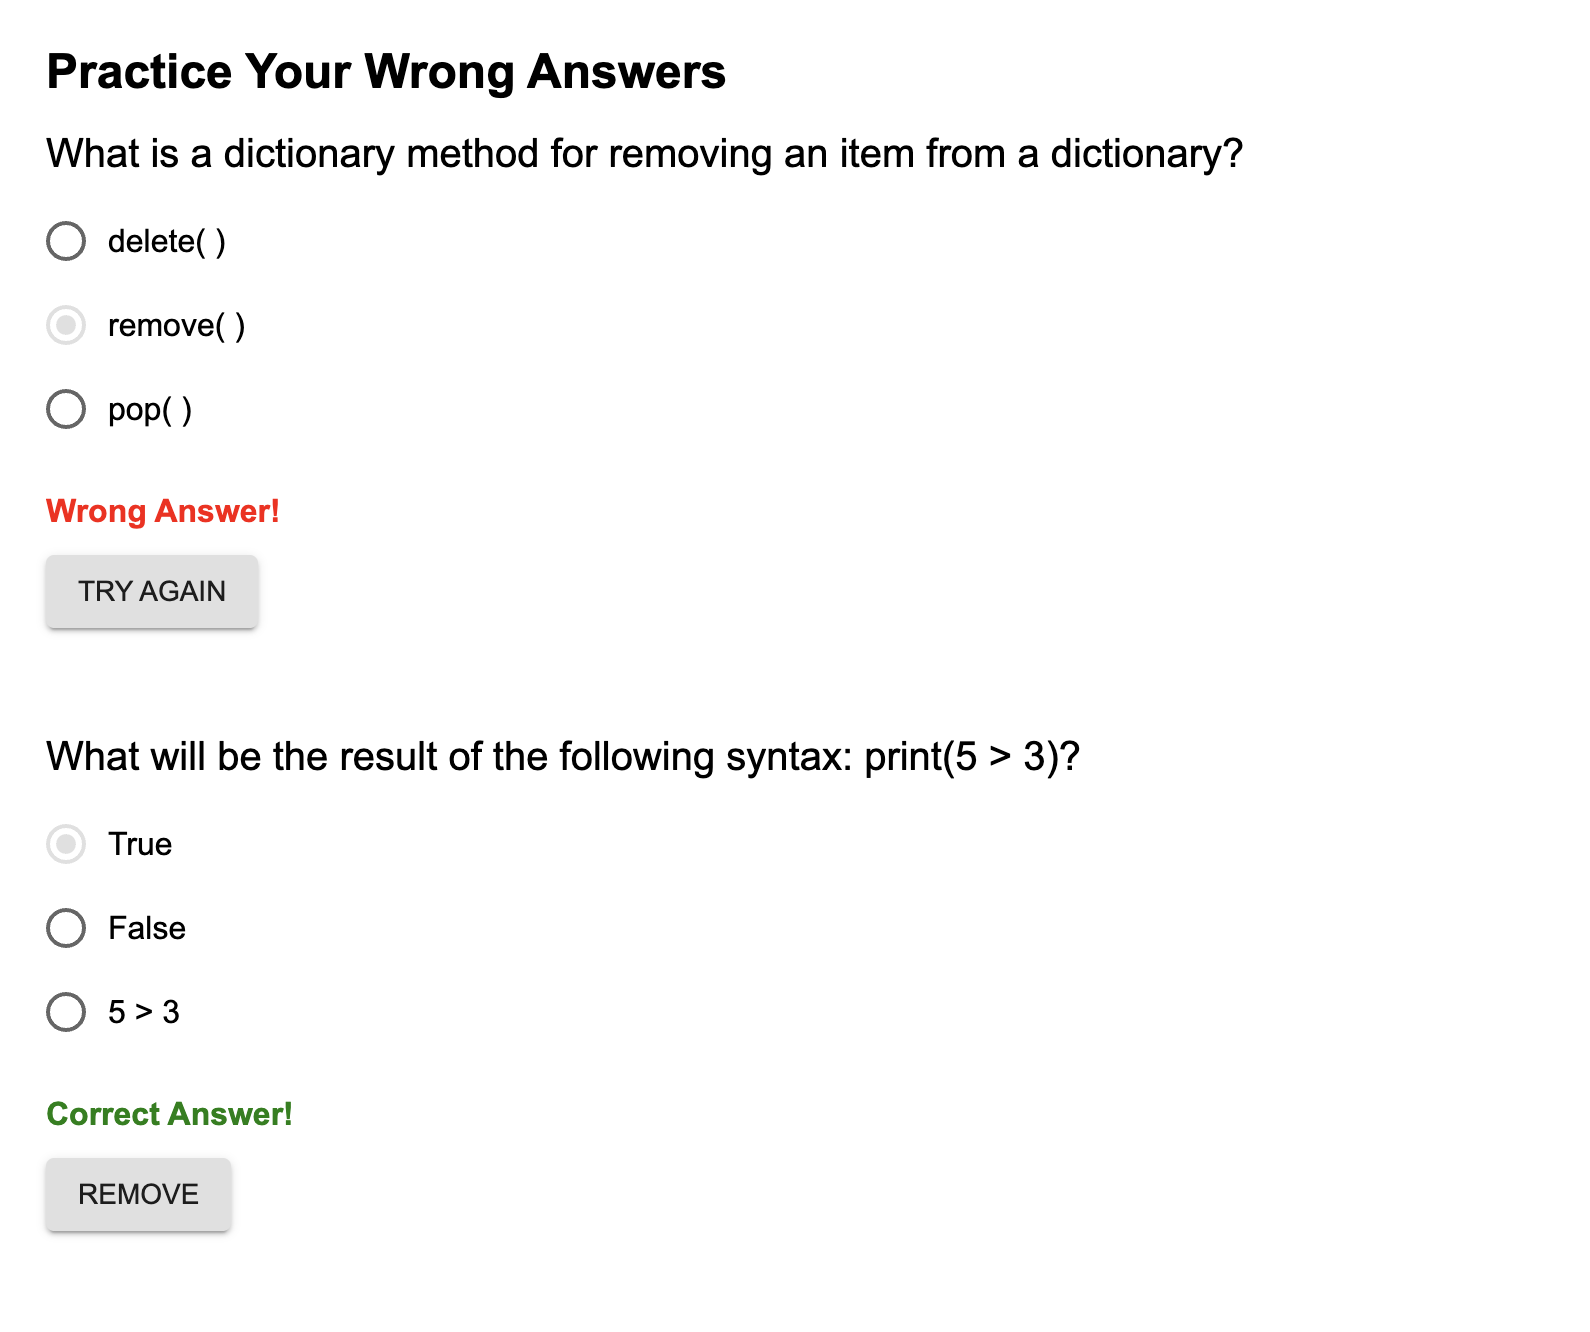 Practice Your Wrong Answers
What is a dictionary method for removing an item from a dictionary?
delete( )
remove( )
pop( )
Wrong Answer!
TRY AGAIN
What will be the result of the following syntax: print(5 > 3)?
True
False
5 > 3
Correct Answer!
REMOVE